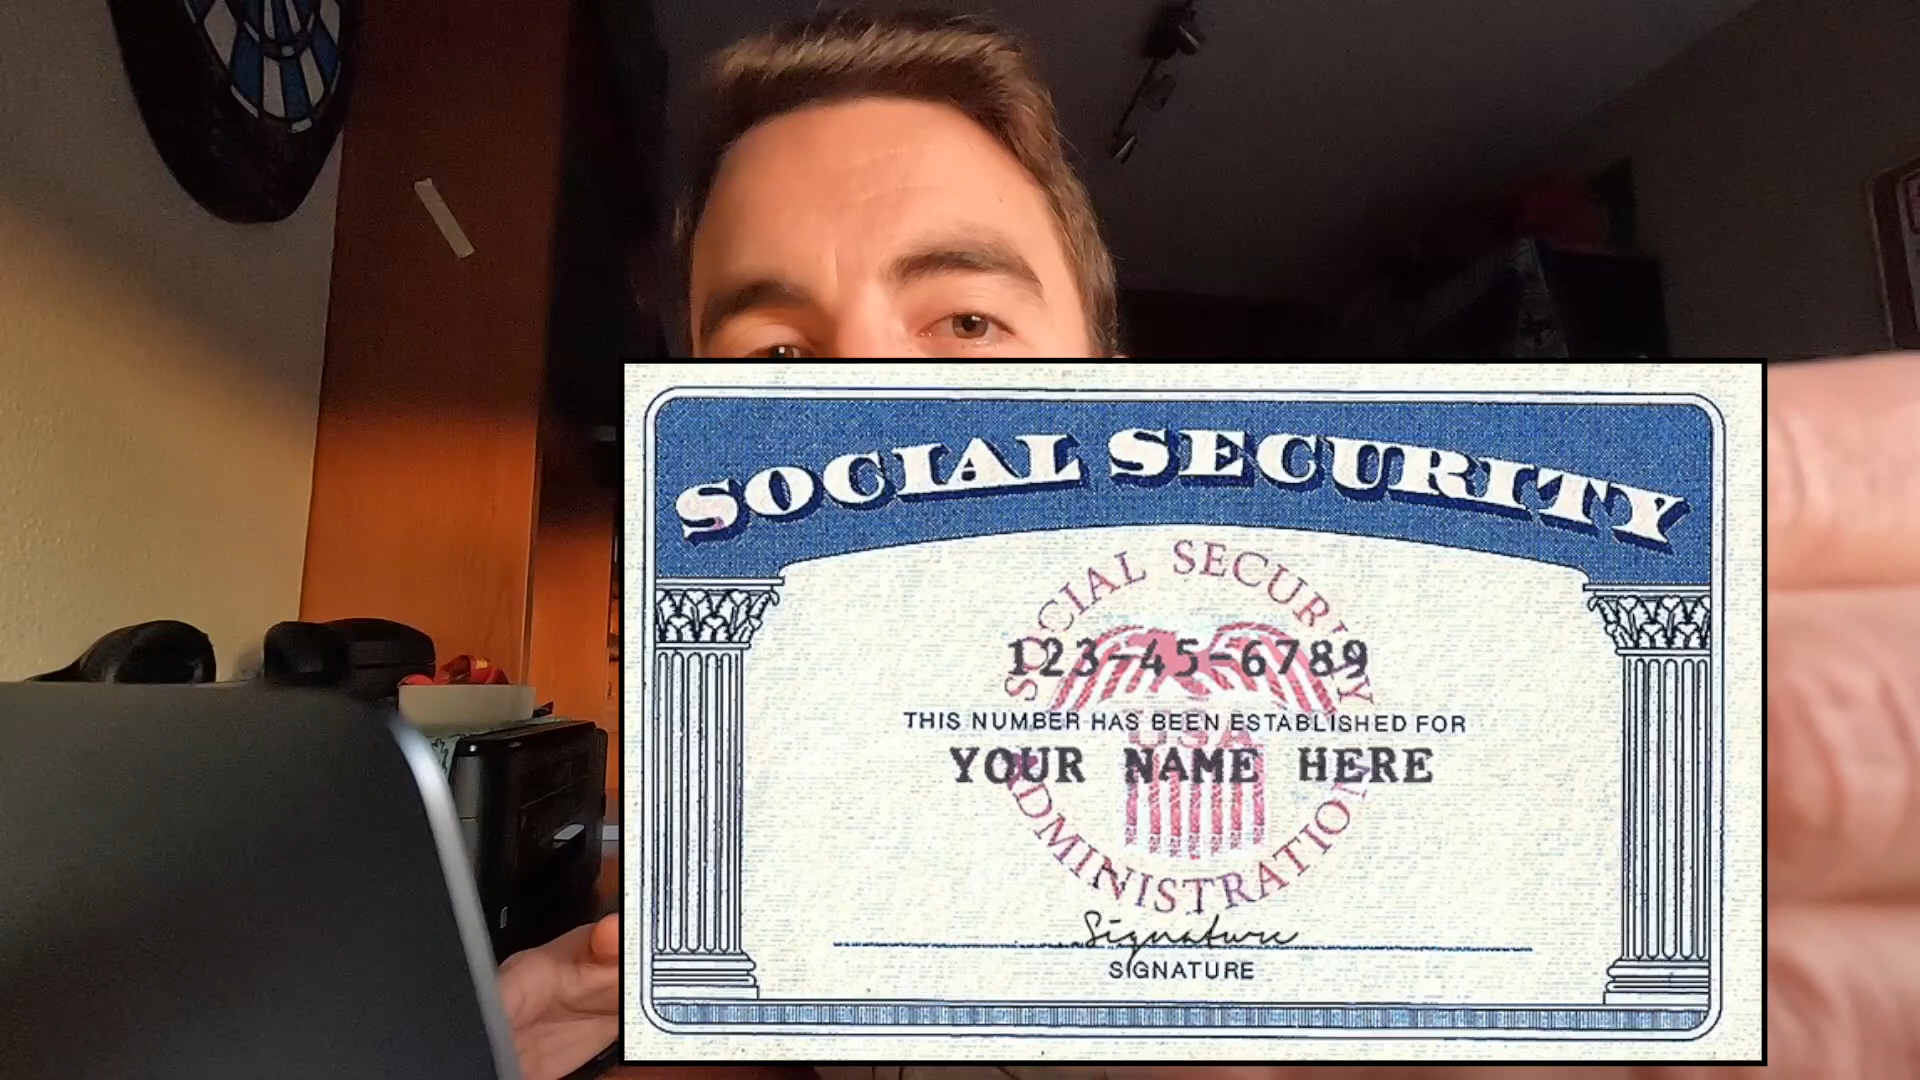 SOCIAL SECURITY
SOCIAL SECURITY
123-45-6789
THIS NUMBER HAS BEEN ESTABLISHED FOR
USA
YOUR NAME HERE
ADMINISTRATION
Signature
SIGNATURE